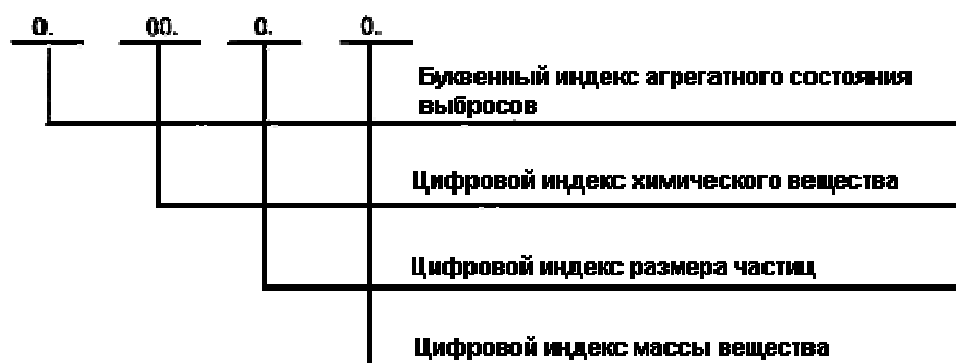 0. 00. 0. 0.
Буквенный индекс агрегатного состояния
выбросов
Цифровой индекс химического вещества
Цифровой индекс размера частиц
Цифровой индекс массы вещества